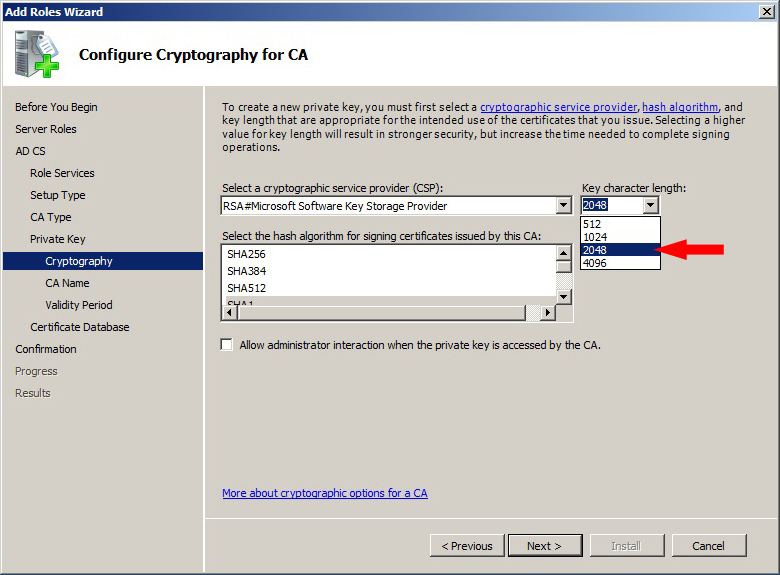 Add Roles Wizard
Configure Cryptography for CA
Before You Begin
Server Roles
AD CS
Role Services
Setup Type
CA Type
Private Key
Cryptography
CA Name
Validity Period
Certificate Database
Confirmation
Progress
Results
To create a new private key, you must first select a cryptographic service provider, hash algorithm, and
key length that are appropriate for the intended use of the certificates that you issue. Selecting a higher
value for key length will result in stronger security, but increase the time needed to complete signing
operations.
Select a cryptographic service provider (CSP):
Key character length:
RSA#Microsoft Software Key Storage Provider
2048
512
1024
2048
4096
Select the hash algorithm for signing certificates issued by this CA:
SHA256
SHA384
SHA512
SHA1
Allow administrator interaction when the private key is accessed by the CA.
More about cryptographic options for a CA
< Previous
Next >
Install
Cancel